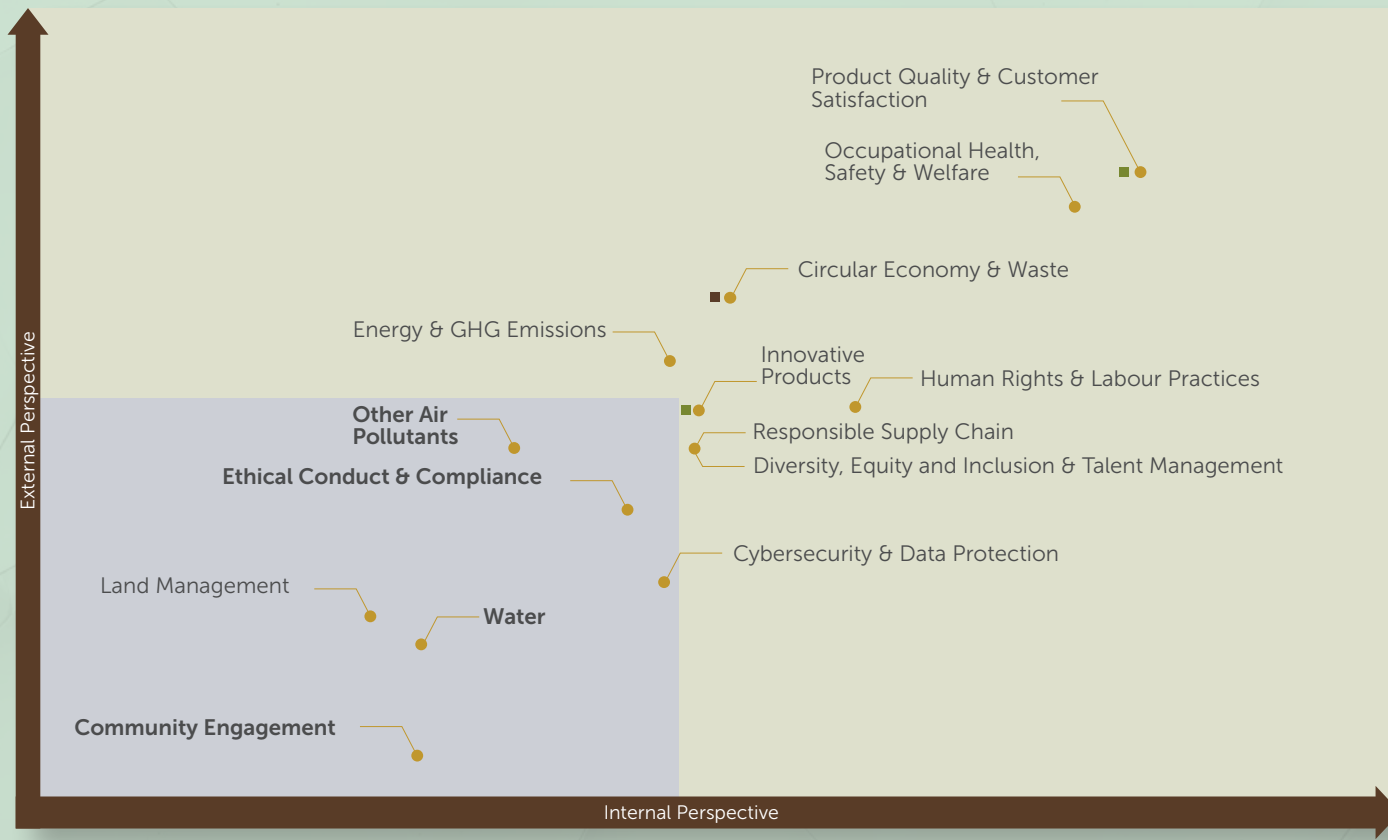 Product Quality & Customer
Satisfaction
Occupational Health,
Safety & Welfare
Circular Economy & Waste
Energy & GHG Emissions
Innovative
Products
Human Rights & Labour Practices
Other Air
Pollutants
Responsible Supply Chain
Diversity, Equity and Inclusion & Talent Management
Ethical Conduct & Compliance
Cybersecurity & Data Protection
Land Management
Water
Community Engagement
External Perspective
Internal Perspective